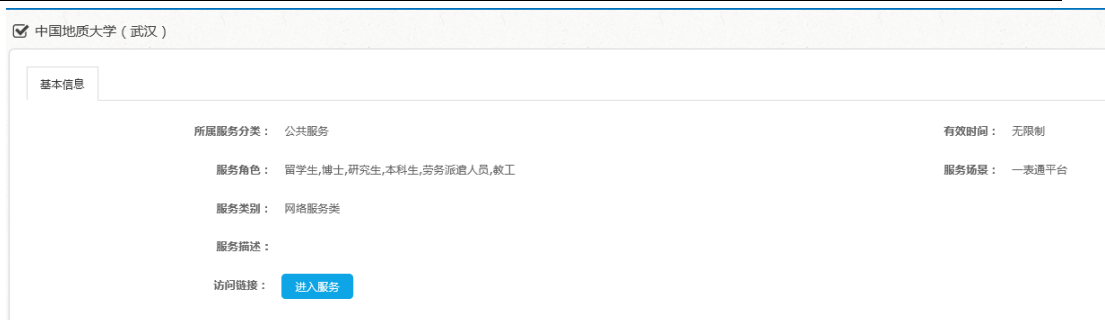 中国地质大学（武汉）
基本信息
所属服务分类： 公共服务 有效时间： 无限制
服务角色： 留学生,博士,研究生,本科生,劳务派遣人员,教工 服务场景： 一表通平台
服务类别： 网络服务类
服务描述：
访问链接： 进入服务